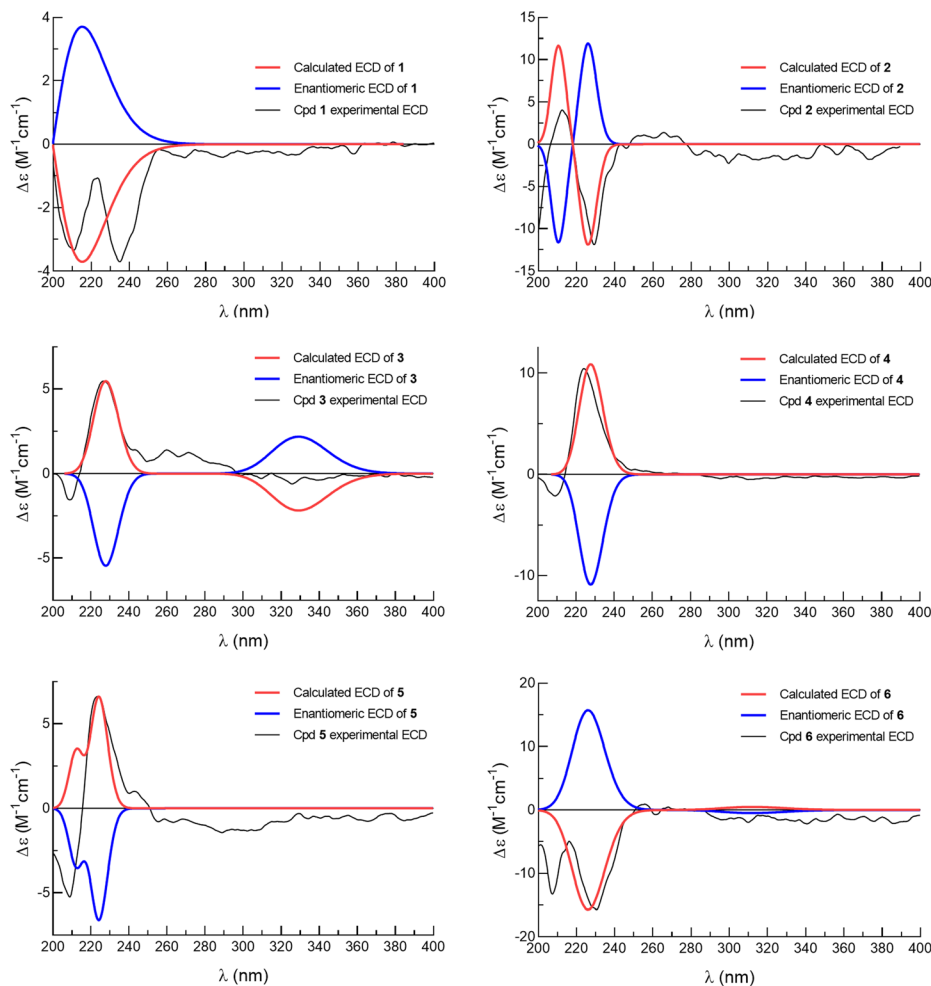 4
2
0
-2
-4
Δε (M⁻¹cm⁻¹)
Calculated ECD of 1
Enantiomeric ECD of 1
Cpd 1 experimental ECD
200 220 240 260 280 300 320 340 360 380 400
λ (nm)
15
10
5
0
-5
-10
-15
Δε (M⁻¹cm⁻¹)
Calculated ECD of 2
Enantiomeric ECD of 2
Cpd 2 experimental ECD
200 220 240 260 280 300 320 340 360 380 400
λ (nm)
5
0
-5
Δε (M⁻¹cm⁻¹)
Calculated ECD of 3
Enantiomeric ECD of 3
Cpd 3 experimental ECD
200 220 240 260 280 300 320 340 360 380 400
λ (nm)
10
5
0
-5
-10
Δε (M⁻¹cm⁻¹)
Calculated ECD of 4
Enantiomeric ECD of 4
Cpd 4 experimental ECD
200 220 240 260 280 300 320 340 360 380 400
λ (nm)
5
0
-5
Δε (M⁻¹cm⁻¹)
Calculated ECD of 5
Enantiomeric ECD of 5
Cpd 5 experimental ECD
200 220 240 260 280 300 320 340 360 380 400
λ (nm)
20
10
0
-10
-20
Δε (M⁻¹cm⁻¹)
Calculated ECD of 6
Enantiomeric ECD of 6
Cpd 6 experimental ECD
200 220 240 260 280 300 320 340 360 380 400
λ (nm)